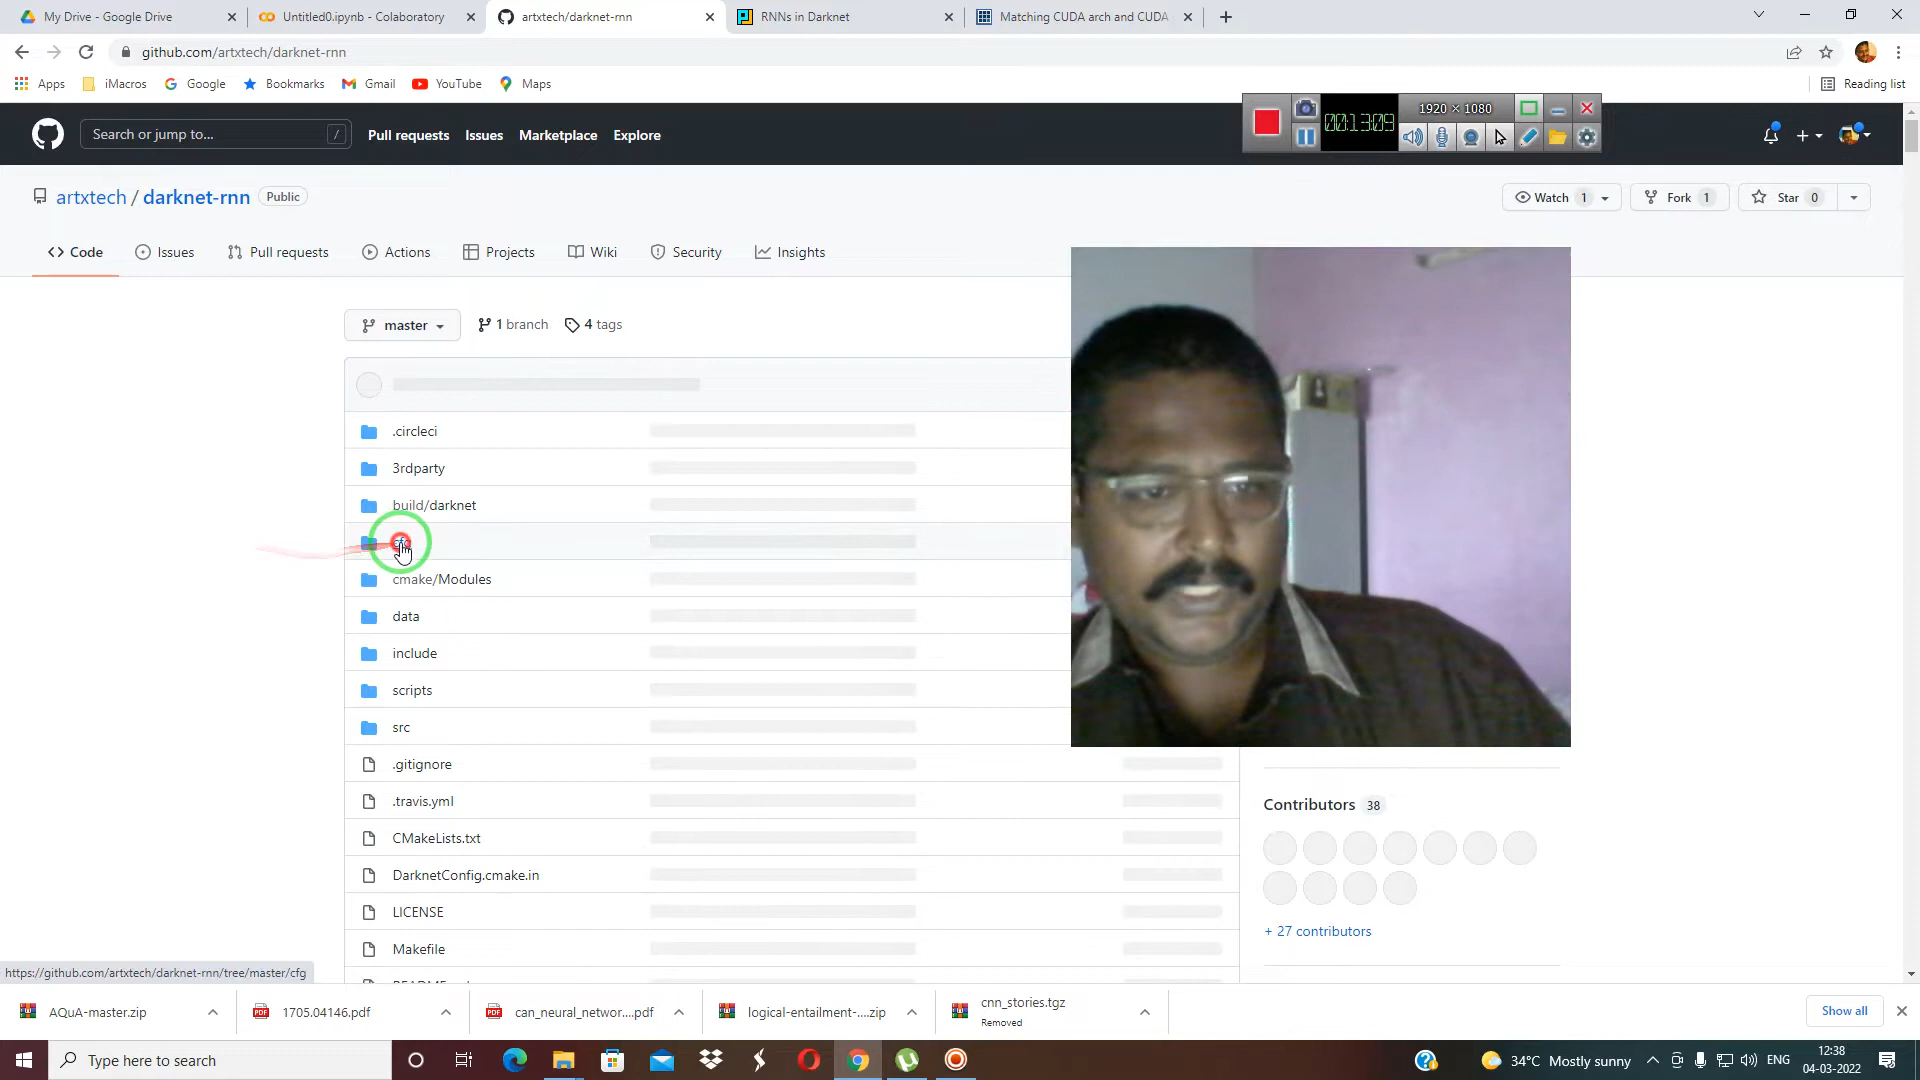 My Drive - Google Drive
Untitled0.ipynb - Colaboratory
artxtech/darknet-rnn
RNNs in Darknet
Matching CUDA arch and CUDA
github.com/artxtech/darknet-rnn
Apps
iMacros
Google
Bookmarks
Gmail
YouTube
Maps
Reading list
00:13:09
1920 × 1080
Search or jump to...
/
Pull requests
Issues
Marketplace
Explore
artxtech / darknet-rnn
Public
Watch 1
Fork 1
Star 0
Code
Issues
Pull requests
Actions
Projects
Wiki
Security
Insights
master
1 branch
4 tags
.circleci
3rdparty
build/darknet
cmake/Modules
data
include
scripts
src
.gitignore
.travis.yml
CMakeLists.txt
DarknetConfig.cmake.in
LICENSE
Makefile
Contributors 38
+ 27 contributors
https://github.com/artxtech/darknet-rnn/tree/master/cfg
AQuA-master.zip
1705.04146.pdf
can_neural_networ....pdf
logical-entailment-....zip
cnn_stories.tgz
Removed
Show all
Type here to search
34°C Mostly sunny
ENG
12:38
04-03-2022